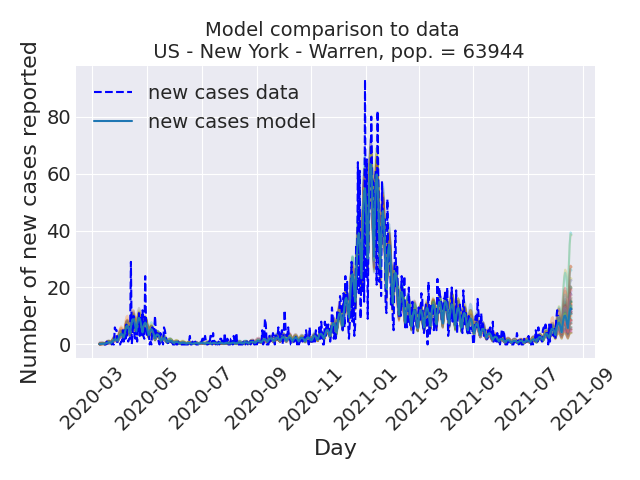 Model comparison to data
US - New York - Warren, pop. = 63944
Number of new cases reported
new cases data
new cases model
80
60
40
20
0
2020-03
2020-05
2020-07
2020-09
2020-11
2021-01
2021-03
2021-05
2021-07
2021-09
Day